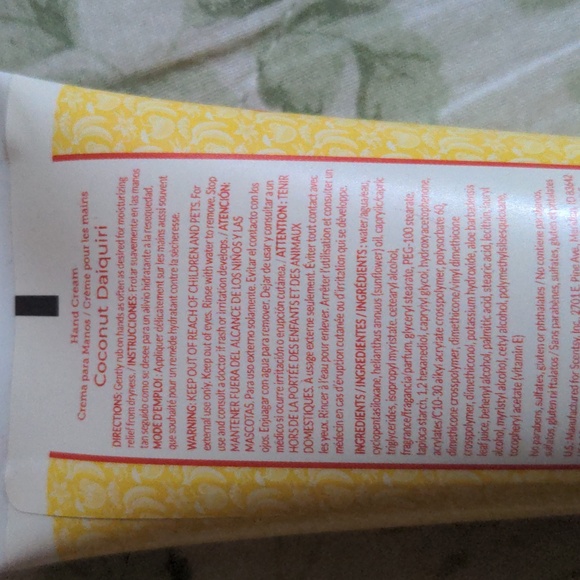 Hand Cream
Crema para Manos / Crème pour les mains
Coconut Daiquiri
DIRECTIONS: Gently rub on hands as often as desired for moisturizing
relief from dryness. / INSTRUCCIONES: Frotar suavemente en las manos
tan seguido como se desee para un alivio hidratante a la resequedad.
MODE D'EMPLOI / Appliquer délicatement sur les mains aussi souvent
que souhaité pour un remède hydratant contre la sécheresse.
WARNING: KEEP OUT OF REACH OF CHILDREN AND PETS. For
external use only. Keep out of eyes. Rinse with water to remove. Stop
use and consult a doctor if rash or irritation develops. / ATENCIÓN:
MANTENER FUERA DEL ALCANCE DE LOS NIÑOS Y LAS
MASCOTAS. Para uso externo solamente. Evitar el contacto con los
ojos. Enjuagar con agua para remover. Dejar de usar y consultar a un
médico si ocurre irritación o erupción cutánea. / ATTENTION : TENIR
HORS DE LA PORTÉE DES ENFANTS ET DES ANIMAUX
DOMESTIQUES. À usage externe seulement. Éviter tout contact avec
les yeux. Rincer à l'eau pour enlever. Arrêter l'utilisation et consulter un
médecin en cas d'éruption cutanée ou d'irritation qui se développe.
INGREDIENTS / INGREDIENTES / INGRÉDIENTS: water aqua/eau,
cyclopentasiloxane, helianthus annuus (sunflower) oil, caprylic/capric
triglycerides, isopropyl myristate, cetearyl alcohol,
fragrance/fragancia/parfum, glyceryl stearate, PEG-100 stearate,
tapioca starch, 1,2-hexanediol, caprylyl glycol, hydroxyacetophenone,
acrylates/C10-30 alkyl acrylate crosspolymer, polysorbate 60,
dimethicone crosspolymer, dimethicone/vinyl dimethicone
crosspolymer, dimethiconol, potassium hydroxide, aloe barbadensis
leaf juice, behenyl alcohol, palmitic acid, stearic acid, lecithin, lauryl
alcohol, myristyl alcohol, cetyl alcohol, polymethylsilsesquioxane,
tocopheryl acetate (vitamin E)
No parabens, sulfates, gluten or phthalates / No contiene parabenos,
sulfatos, gluten ni ftalatos / Sans parabènes, sulfates, gluten ni phtalates
U.S. Manufactured for: Scentsy, Inc., 2701 E. Pine Ave., Meridian, ID 83642